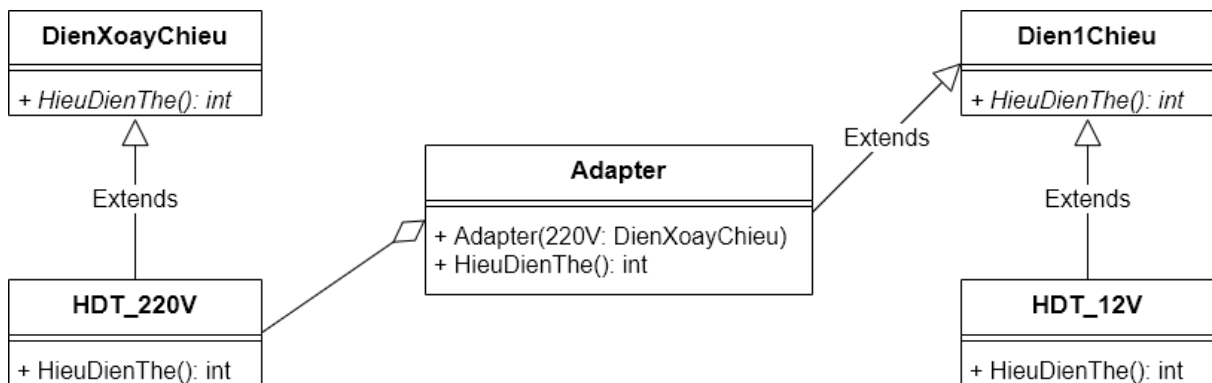 DienXoayChieu
+ HieuDienThe(): int
Extends
HDT_220V
+ HieuDienThe(): int
Adapter
+ Adapter(220V: DienXoayChieu)
+ HieuDienThe(): int
Extends
Dien1Chieu
+ HieuDienThe(): int
Extends
HDT_12V
+ HieuDienThe(): int